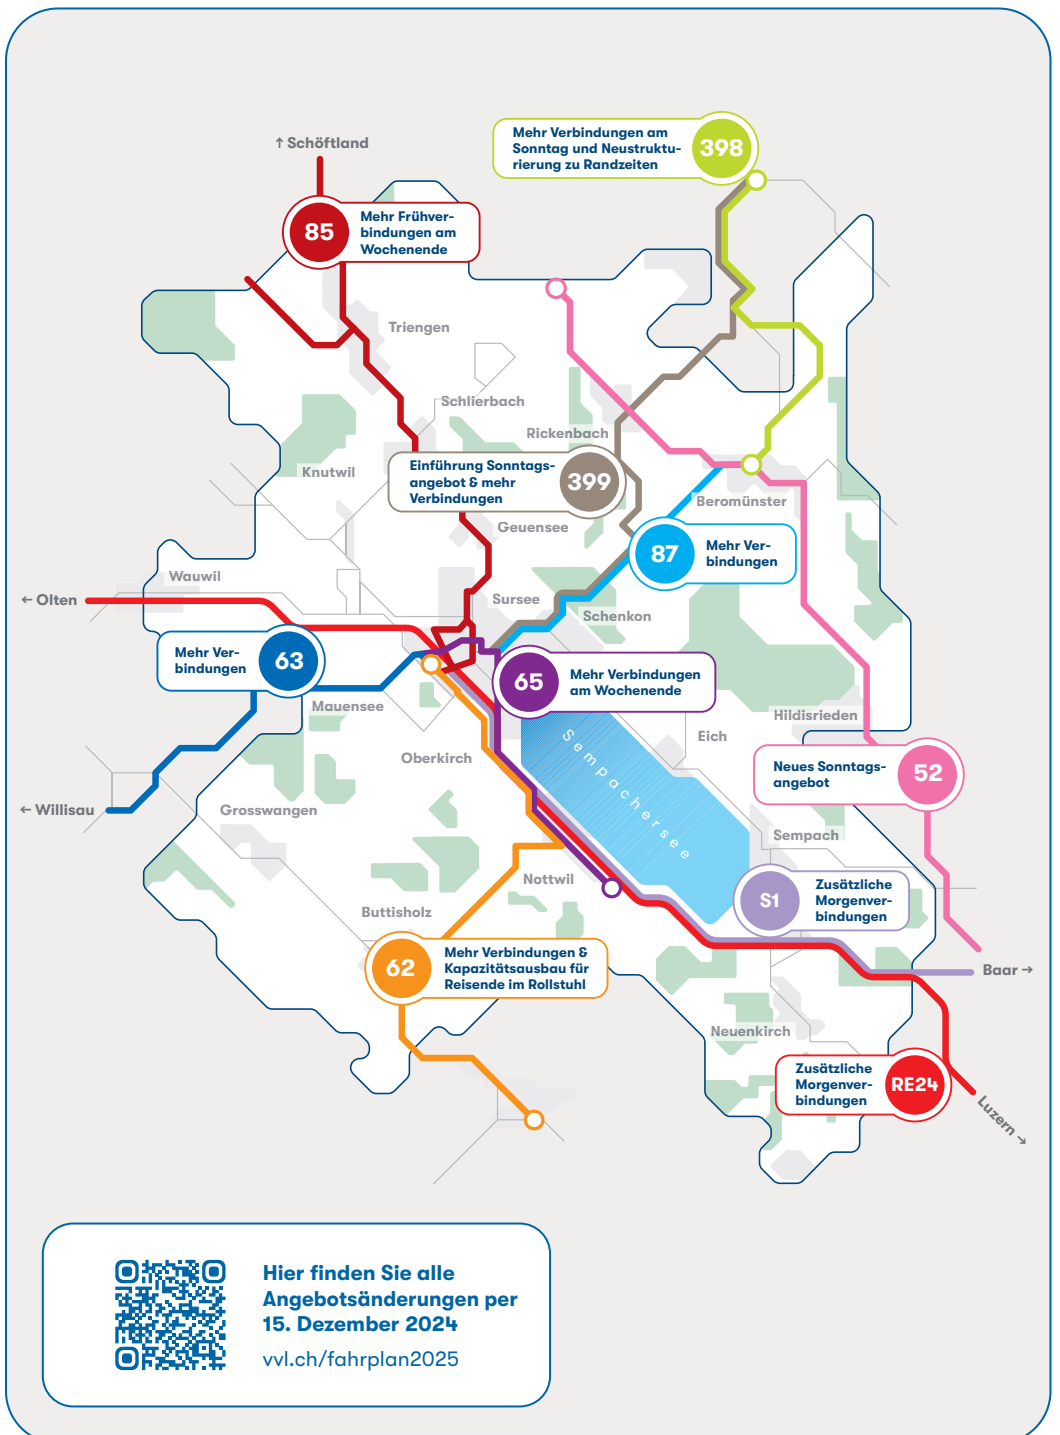 ↑ Schöftland
Mehr Verbindungen am
Sonntag und Neustruktu-
rierung zu Randzeiten
398
85
Mehr Frühver-
bindungen am
Wochenende
Triengen
Schlierbach
Rickenbach
Knutwil
Einführung Sonntags-
angebot & mehr
Verbindungen
399
Beromünster
Geuensee
87
Mehr Ver-
bindungen
Wauwil
← Olten
Sursee
Schenkon
Mehr Ver-
bindungen
63
65
Mehr Verbindungen
am Wochenende
Mauensee
Hildisrieden
Eich
Oberkirch
Sempachersee
Neues Sonntags-
angebot
52
← Willisau
Grosswangen
Sempach
Nottwil
S1
Zusätzliche
Morgenver-
bindungen
Buttisholz
62
Mehr Verbindungen &
Kapazitätsausbau für
Reisende im Rollstuhl
Baar →
Neuenkirch
Zusätzliche
Morgenver-
bindungen
RE24
Luzern →
Hier finden Sie alle
Angebotsänderungen per
15. Dezember 2024
vvl.ch/fahrplan2025